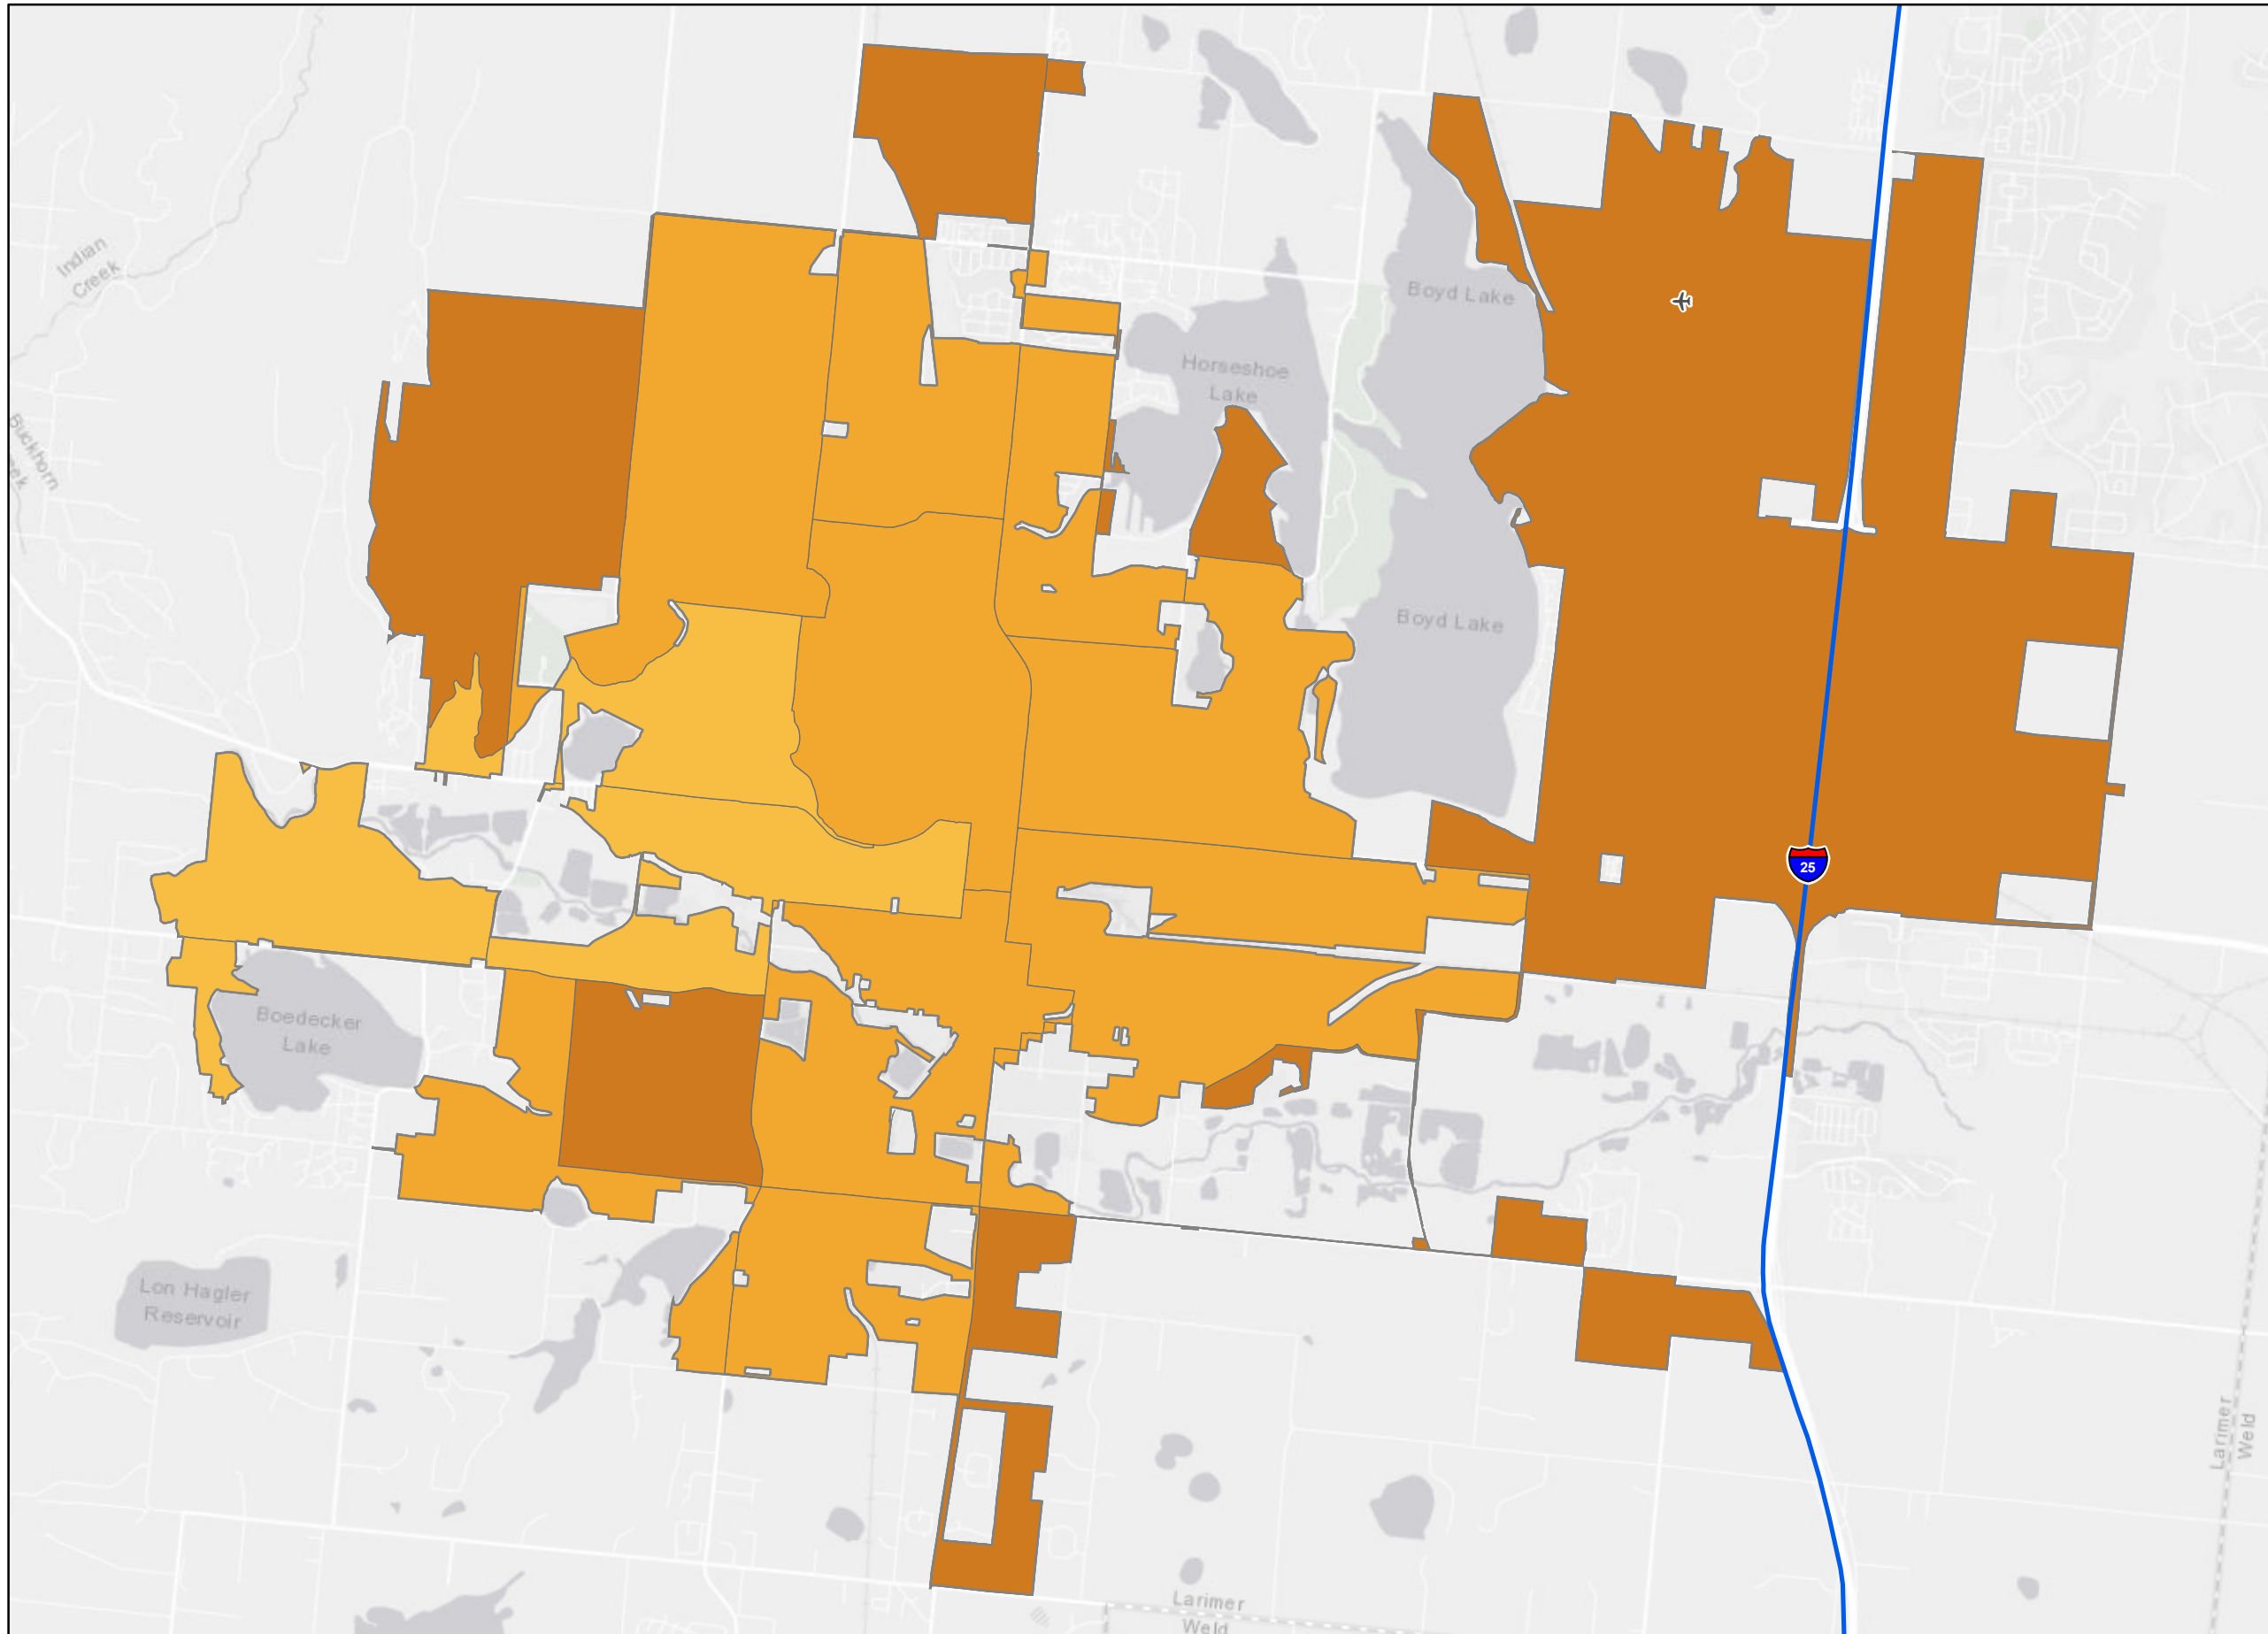 Indian
Creek
Buckhorn
Boyd Lake
Horseshoe
Lake
Boyd Lake
25
Boedecker
Lake
Lon Hagler
Reservoir
Larimer
Weld
Larimer
Weld